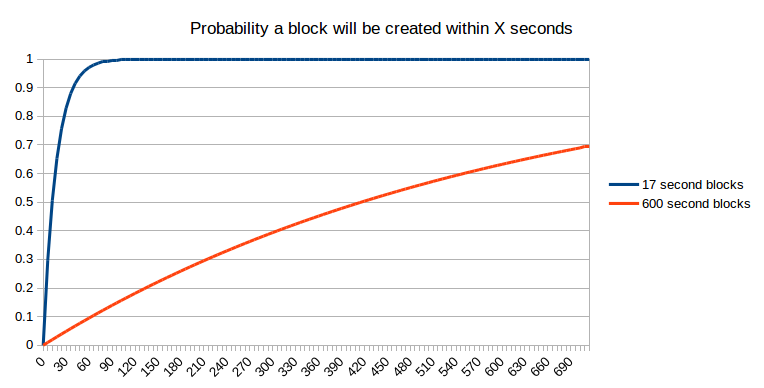 Probability a block will be created within X seconds
1
0.9
0.8
0.7
0.6
0.5
0.4
0.3
0.2
0.1
0
17 second blocks
600 second blocks
0 30 60 90 120 150 180 210 240 270 300 330 360 390 420 450 480 510 540 570 600 630 660 690